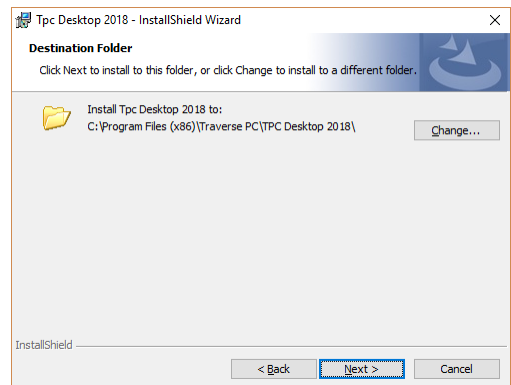 Tpc Desktop 2018 - InstallShield Wizard
Destination Folder
Click Next to install to this folder, or click Change to install to a different folder.
Install Tpc Desktop 2018 to:
C:\Program Files (x86)\Traverse PC\TPC Desktop 2018\
Change...
InstallShield
< Back
Next >
Cancel